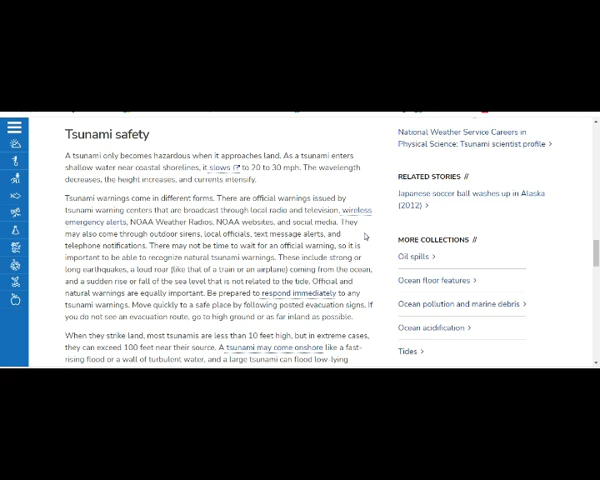 Tsunami safety
A tsunami only becomes hazardous when it approaches land. As a tsunami enters
shallow water near coastal shorelines, it slows to 20 to 30 mph. The wavelength
decreases, the height increases, and currents intensify.
Tsunami warnings come in different forms. There are official warnings issued by
tsunami warning centers that are broadcast through local radio and television, wireless
emergency alerts, NOAA Weather Radios, NOAA websites, and social media. They
may also come through outdoor sirens, local officials, text message alerts, and
telephone notifications. There may not be time to wait for an official warning, so it is
important to be able to recognize natural tsunami warnings. These include strong or
long earthquakes, a loud roar (like that of a train or an airplane) coming from the ocean,
and a sudden rise or fall of the sea level that is not related to the tide. Official and
natural warnings are equally important. Be prepared to respond immediately to any
tsunami warnings. Move quickly to a safe place by following posted evacuation signs. If
you do not see an evacuation route, go to high ground or as far inland as possible.
When they strike land, most tsunamis are less than 10 feet high, but in extreme cases,
they can exceed 100 feet near their source. A tsunami may come onshore like a fast-
rising flood or a wall of turbulent water, and a large tsunami can flood low-lying
National Weather Service Careers in
Physical Science: Tsunami scientist profile >
RELATED STORIES //
Japanese soccer ball washes up in Alaska
(2012) >
MORE COLLECTIONS //
Oil spills >
Ocean floor features >
Ocean pollution and marine debris >
Ocean acidification >
Tides >